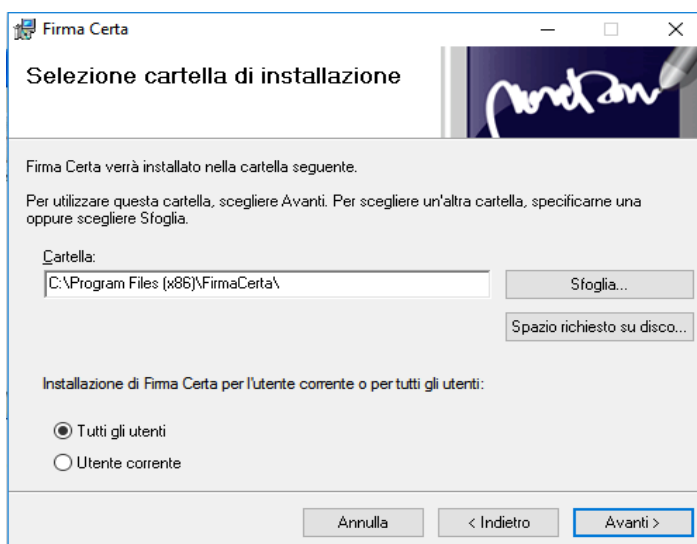 Firma Certa
Selezione cartella di installazione
Firma Certa verrà installato nella cartella seguente.
Per utilizzare questa cartella, scegliere Avanti. Per scegliere un'altra cartella, specificarne una
oppure scegliere Sfoglia.
Cartella:
C:\Program Files (x86)\FirmaCerta\
Sfoglia...
Spazio richiesto su disco...
Installazione di Firma Certa per l'utente corrente o per tutti gli utenti:
Tutti gli utenti
Utente corrente
Annulla
< Indietro
Avanti >